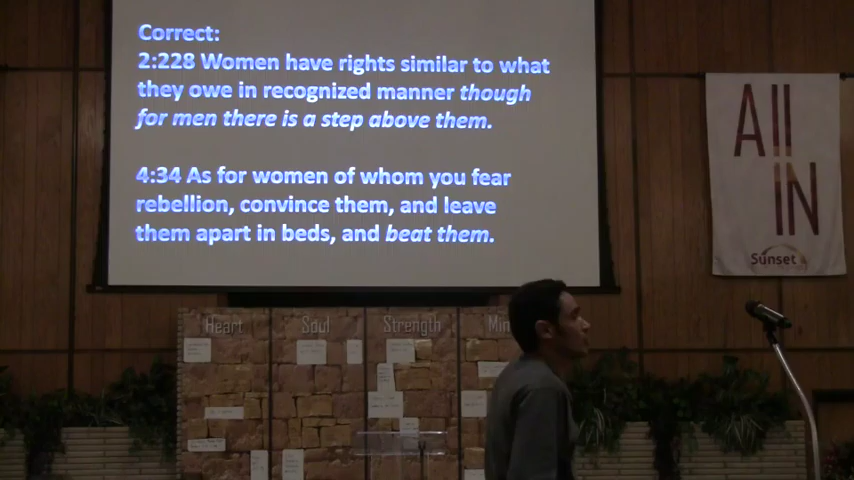 Correct:
2:228 Women have rights similar to what
they owe in recognized manner though
for men there is a step above them.
4:34 As for women of whom you fear
rebellion, convince them, and leave
them apart in beds, and beat them.
All
IN
Sunset
Heart
Soul
Strength
Min